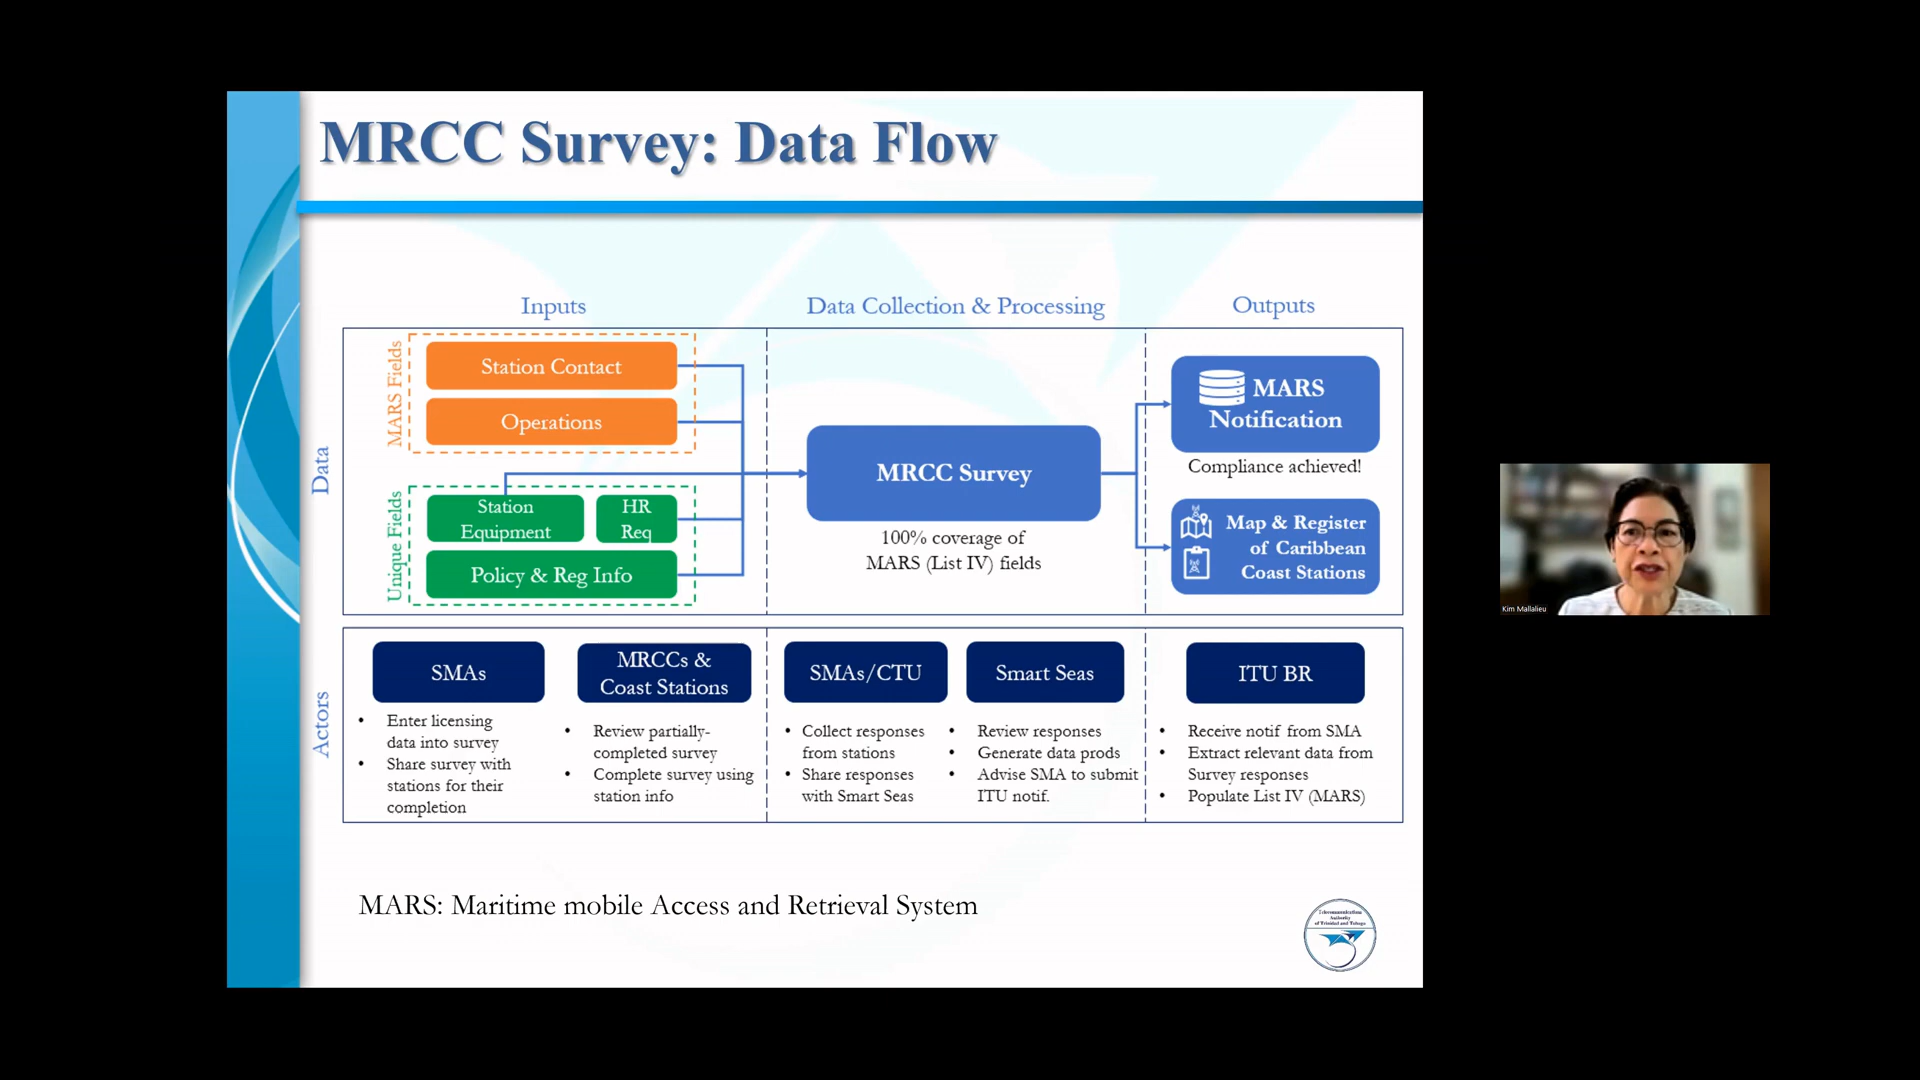 MRCC Survey: Data Flow
Inputs
Data Collection & Processing
Outputs
Data
MARS Fields
Station Contact
Operations
Unique Fields
Station
Equipment
HR
Req
Policy & Reg Info
MRCC Survey
100% coverage of
MARS (List IV) fields
MARS
Notification
Compliance achieved!
Map & Register
of Caribbean
Coast Stations
Actors
SMAs
• Enter licensing
data into survey
• Share survey with
stations for their
completion
MRCCs &
Coast Stations
• Review partially-
completed survey
• Complete survey using
station info
SMAs/CTU
• Collect responses
from stations
• Share responses
with Smart Seas
Smart Seas
• Review responses
• Generate data prods
• Advise SMA to submit
ITU notif.
ITU BR
• Receive notif from SMA
• Extract relevant data from
Survey responses
• Populate List IV (MARS)
MARS: Maritime mobile Access and Retrieval System
Telecommunications
Authority
of Trinidad and Tobago
Kim Mallalieu